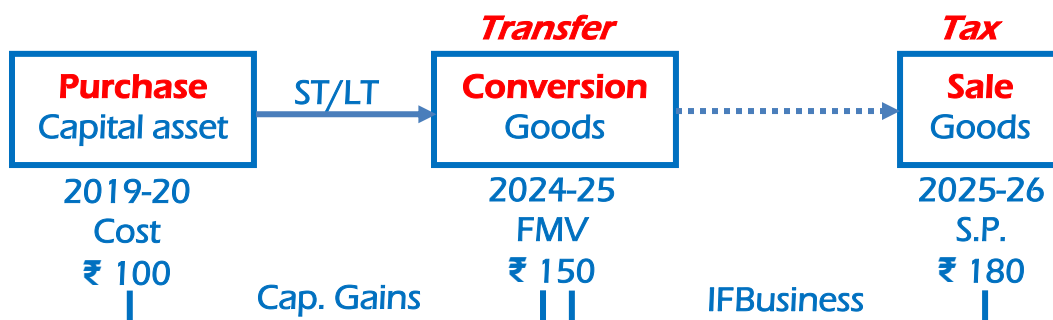 Transfer
Tax
Purchase
Capital asset
ST/LT
Conversion
Goods
Sale
Goods
2019-20
Cost
₹ 100
2024-25
FMV
₹ 150
2025-26
S.P.
₹ 180
Cap. Gains
IFBusiness